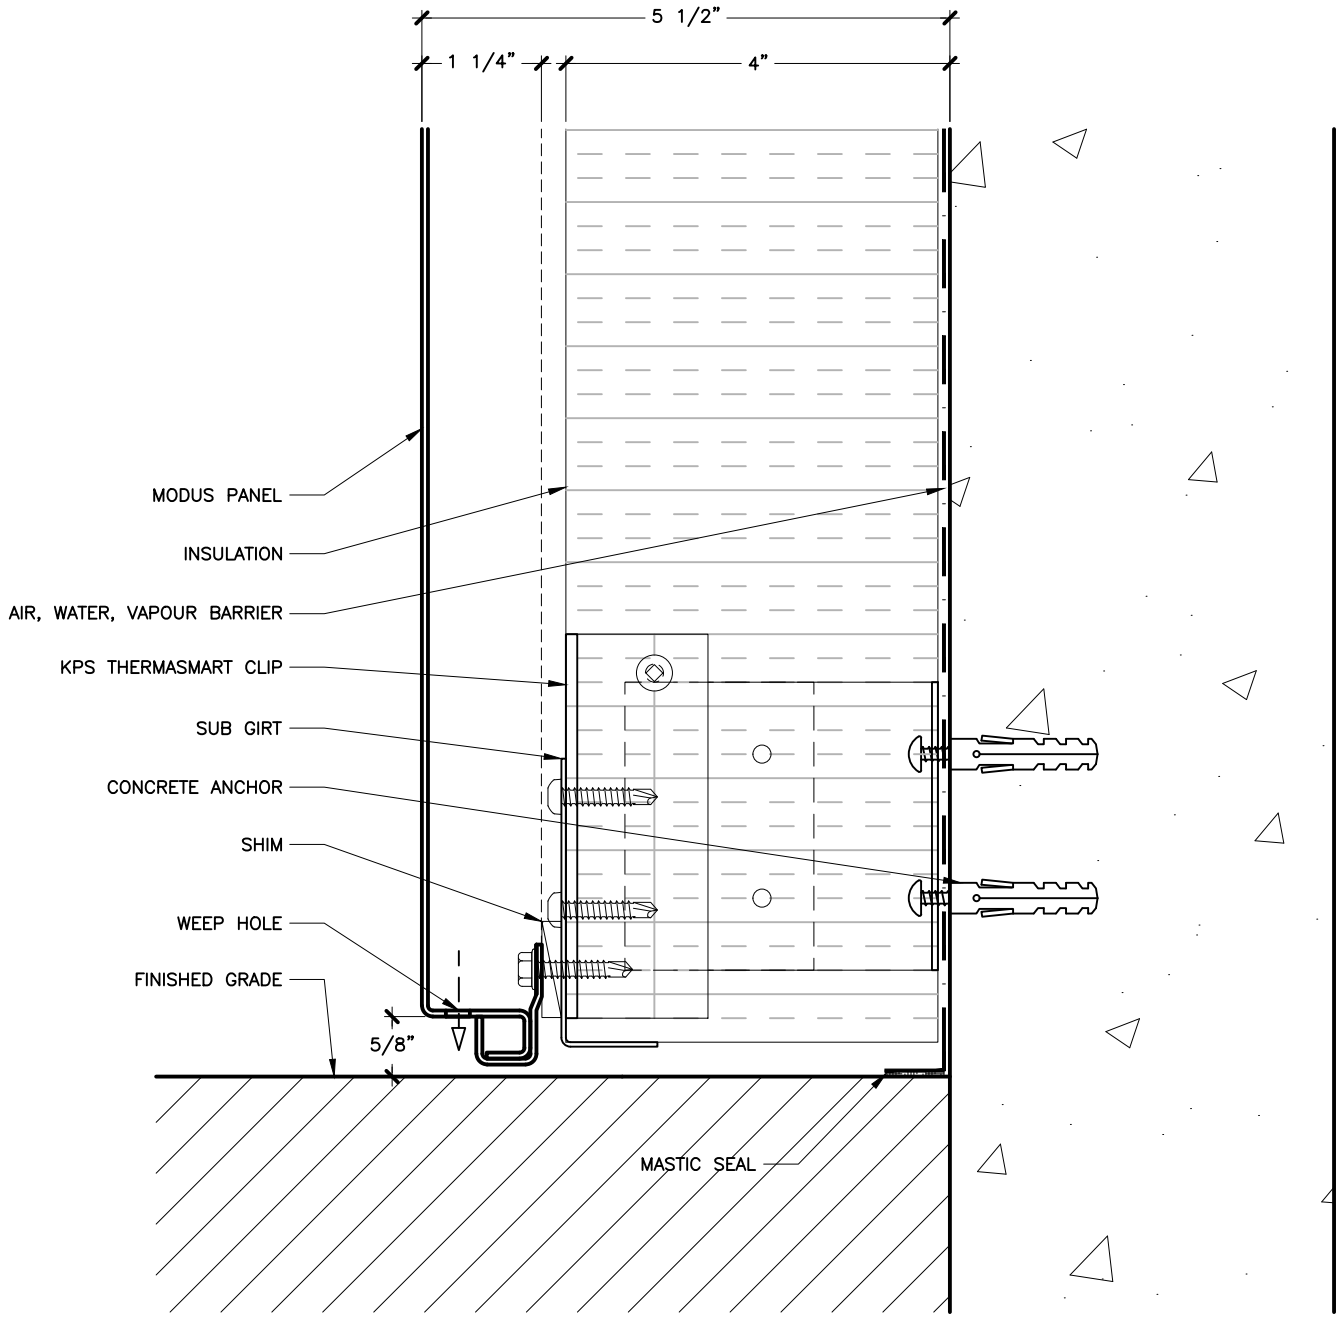 5 1/2"
1 1/4"
4"
MODUS PANEL
INSULATION
AIR, WATER, VAPOUR BARRIER
KPS THERMASMART CLIP
SUB GIRT
CONCRETE ANCHOR
SHIM
WEEP HOLE
FINISHED GRADE
5/8"
MASTIC SEAL